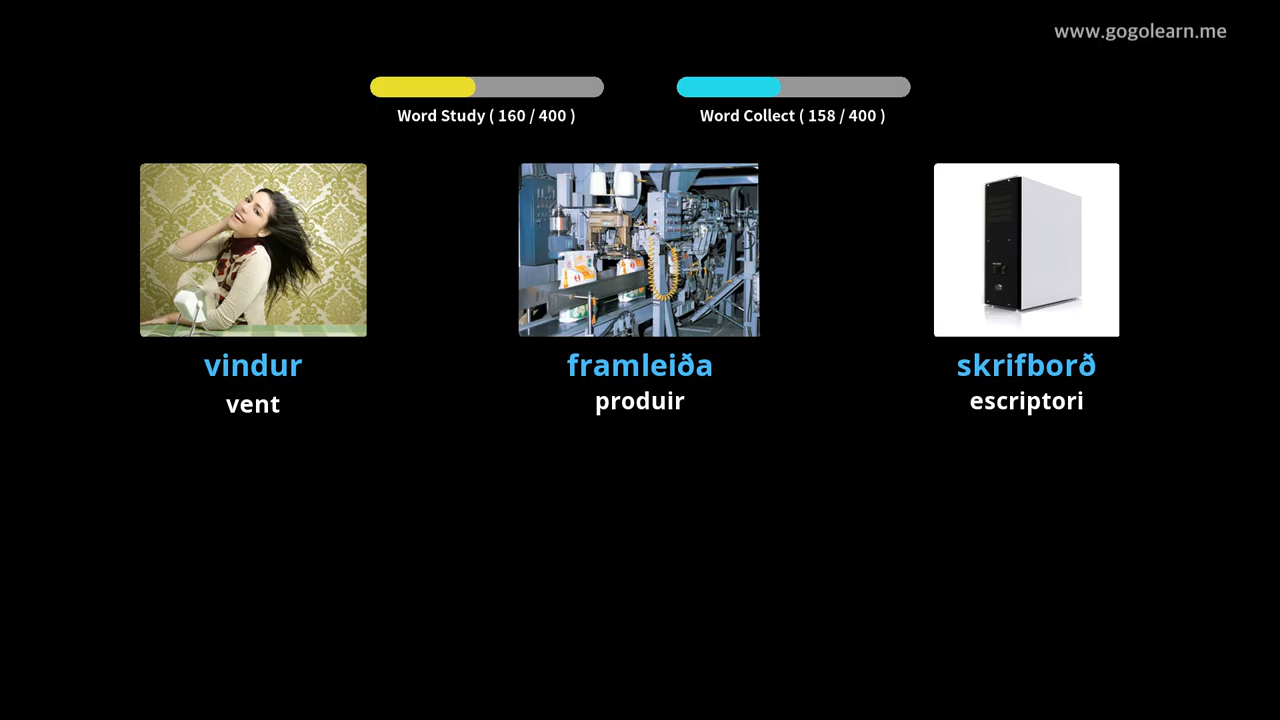 www.gogolearn.me
Word Study ( 160 / 400 )
Word Collect ( 158 / 400 )
vindur
framleiða
skrifborð
vent
produir
escriptori